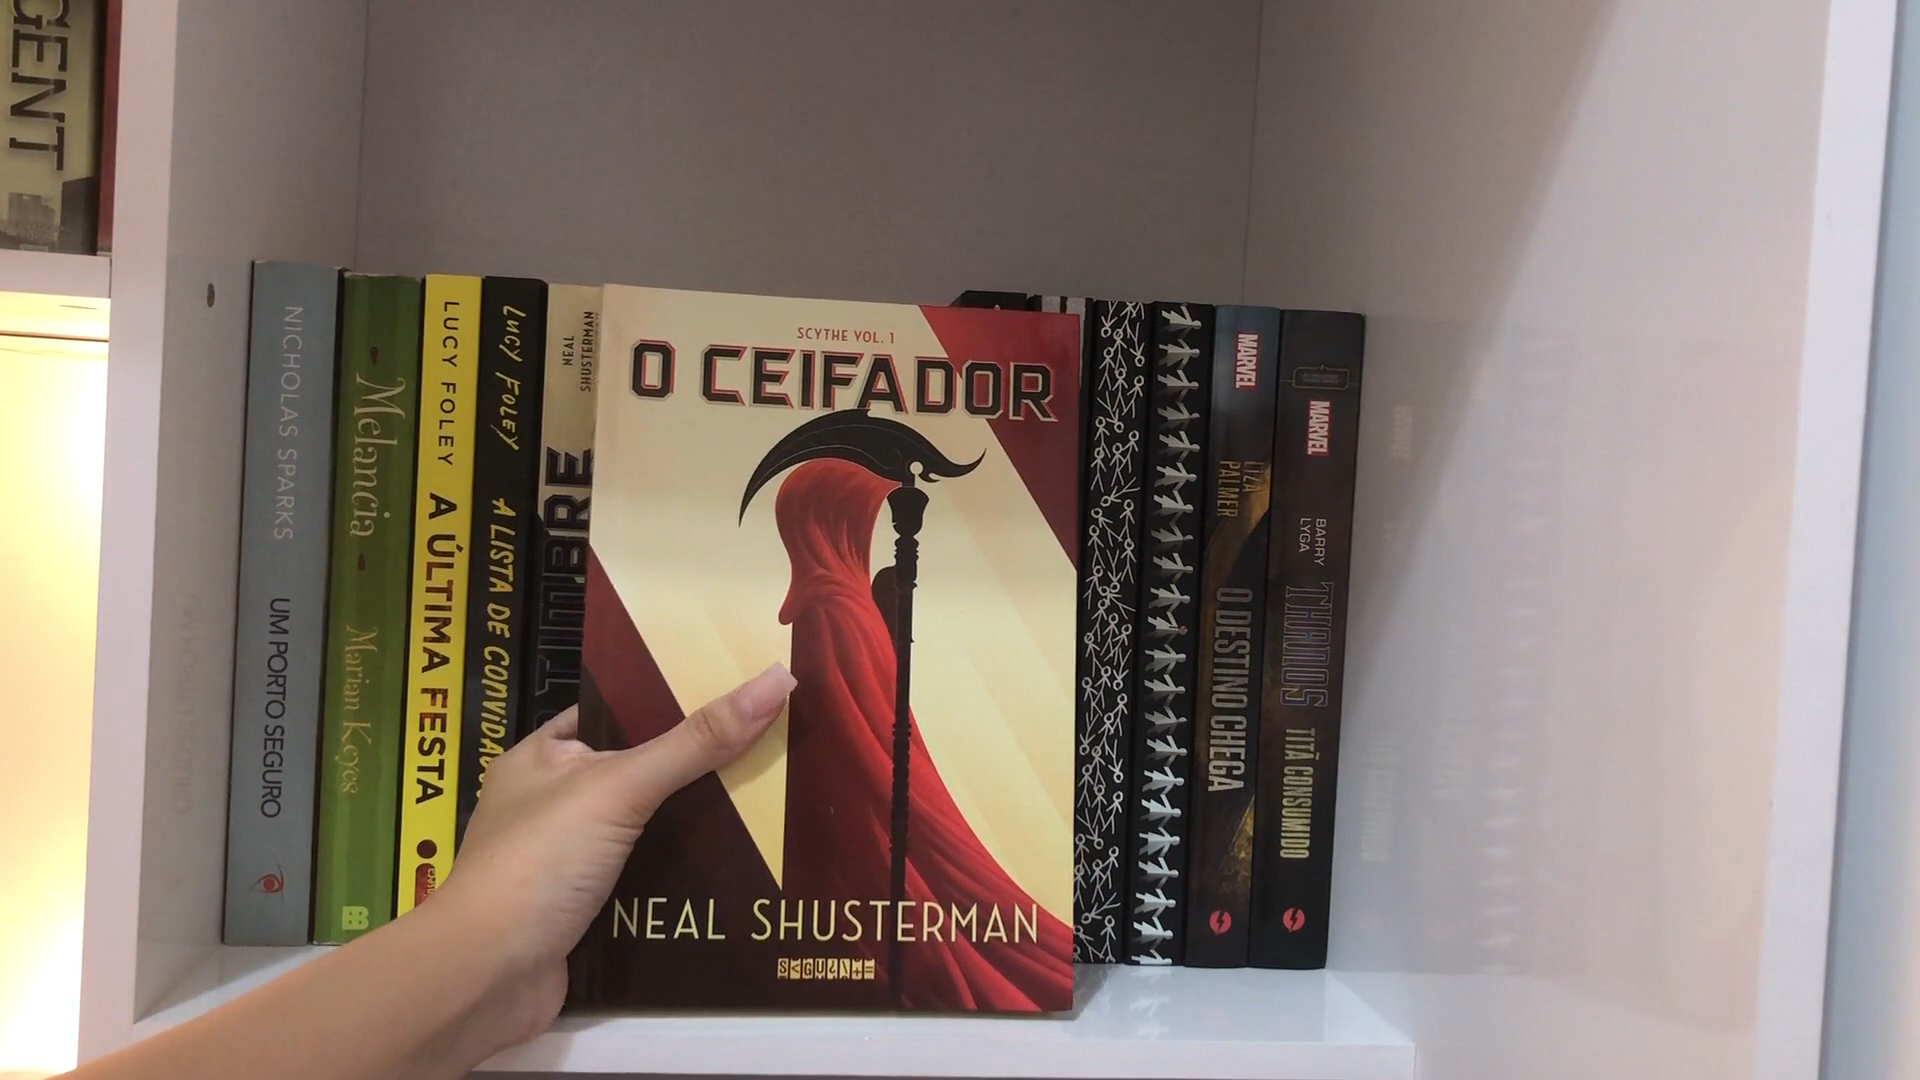 GENT
NICHOLAS SPARKS UM PORTO SEGURO
Melancia Marian Keyes
LUCY FOLEY A ÚLTIMA FESTA
LUCY FOLEY A LISTA DE CONVIDA
NEAL
SHUSTERMAN
O TIMBRE
SCYTHE VOL. 1
O CEIFADOR
NEAL SHUSTERMAN
MARVEL
LIZA
PALMER
O DESTINO CHEGA
MARVEL
BARRY
LYGA
THANOS
TITÃ CONSUMIDO